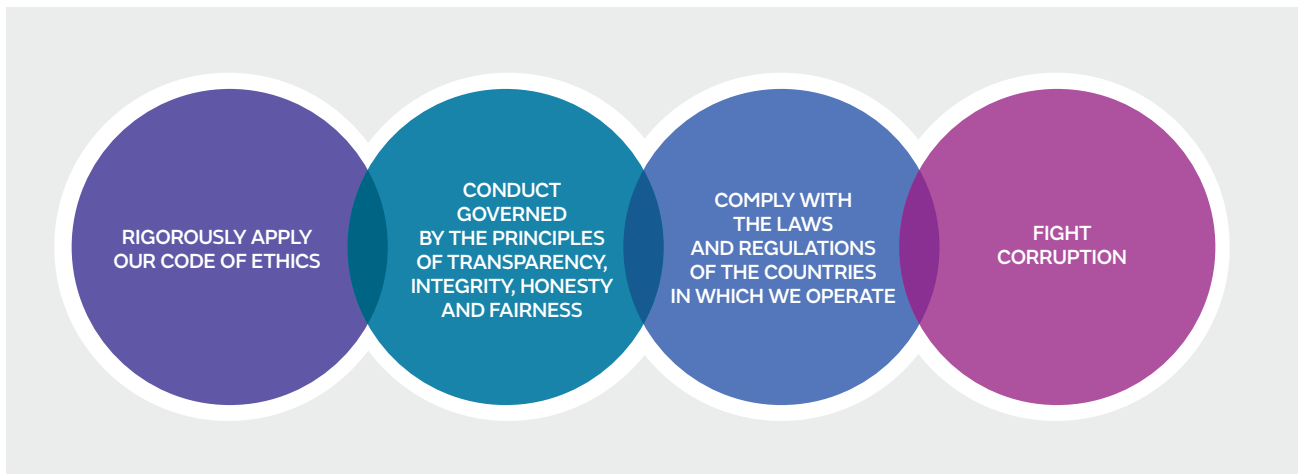 RIGOROUSLY APPLY
OUR CODE OF ETHICS
CONDUCT
GOVERNED
BY THE PRINCIPLES
OF TRANSPARENCY,
INTEGRITY, HONESTY
AND FAIRNESS
COMPLY WITH
THE LAWS
AND REGULATIONS
OF THE COUNTRIES
IN WHICH WE OPERATE
FIGHT
CORRUPTION